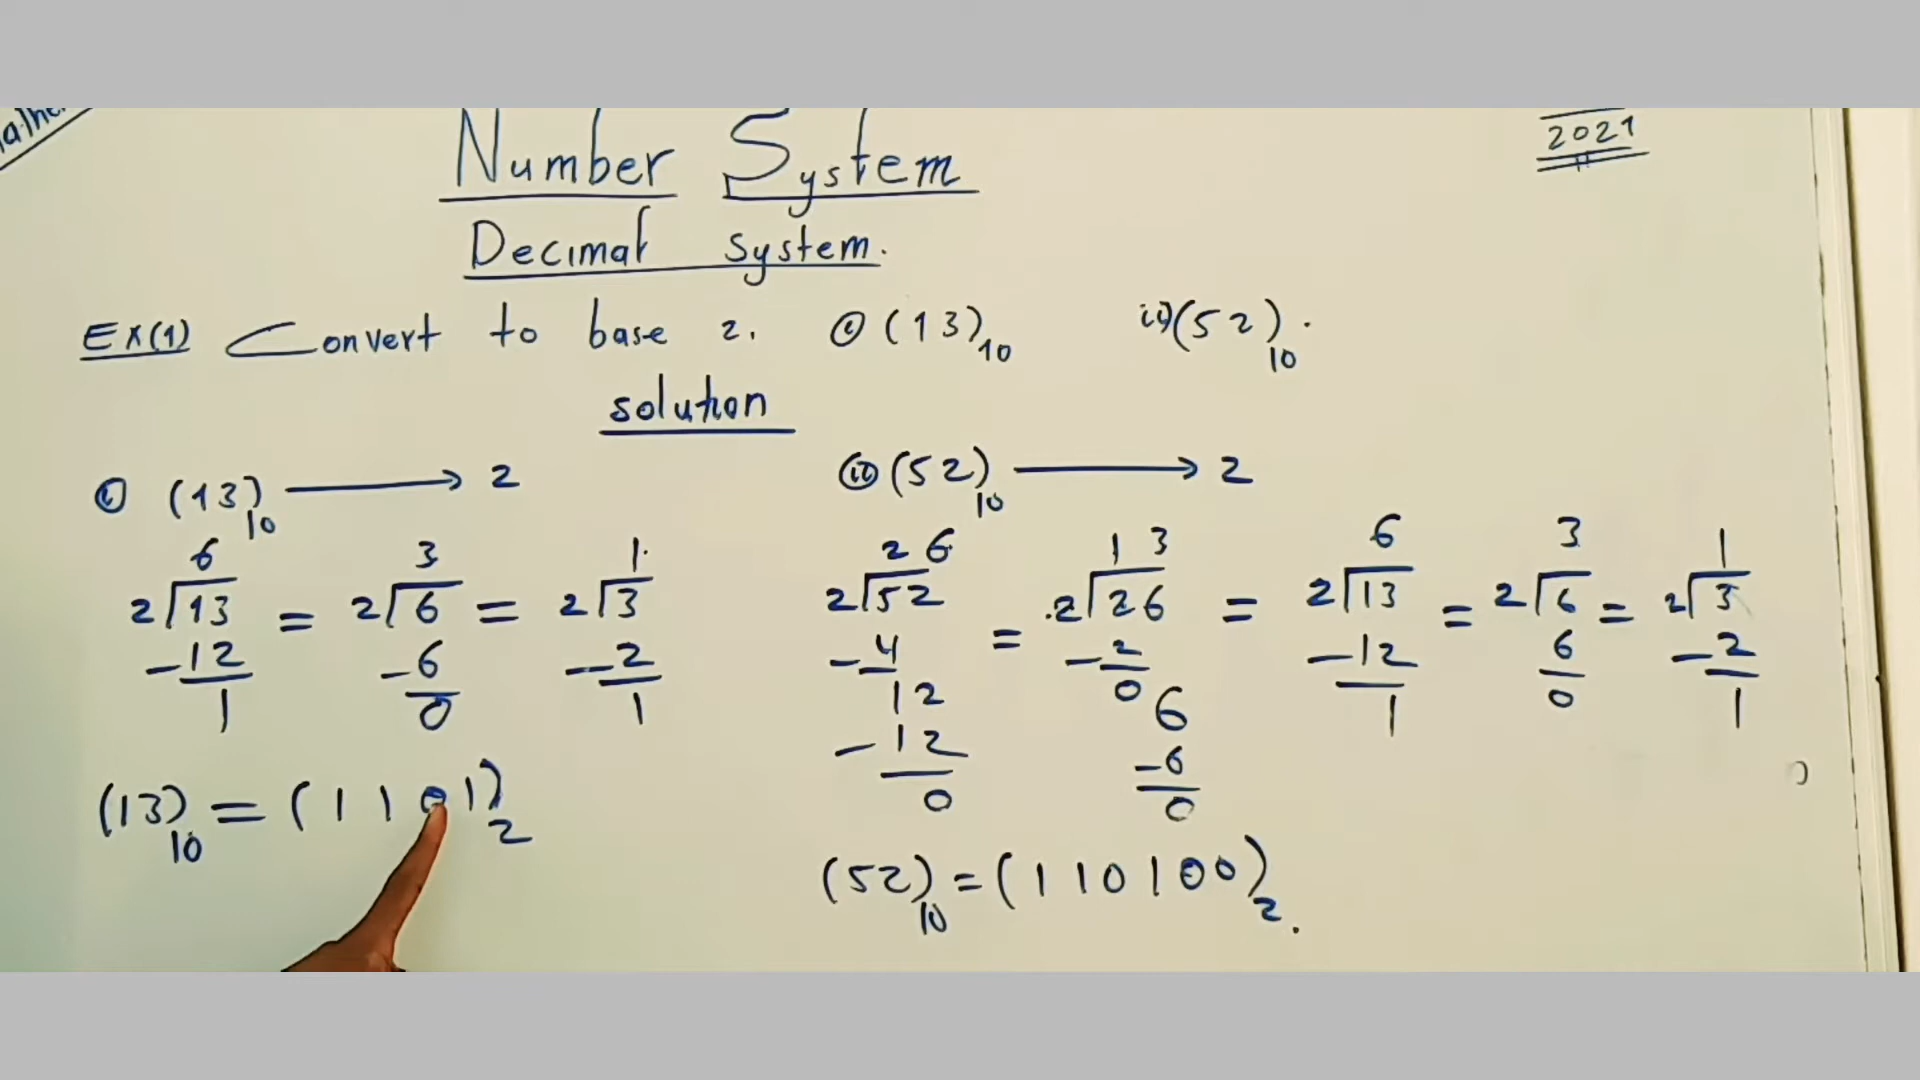 2021
Number System
Decimal system.
Ex(1) Convert to base 2. (i) (13)10 ii) (52)10.
solution
(i) (13)10 → 2
6 3 1
2√13 = 2√6 = 2√3
-12 -6 -2
1 0 1
(13)10 = (1101)2
(ii) (52)10 → 2
26 13 6 3 1
2√52 = 2√26 = 2√13 = 2√6 = 2√3
-4 -2 -12 6 -2
12 06 1 0 1
-12 -6
0 0
(52)10 = (110100)2.